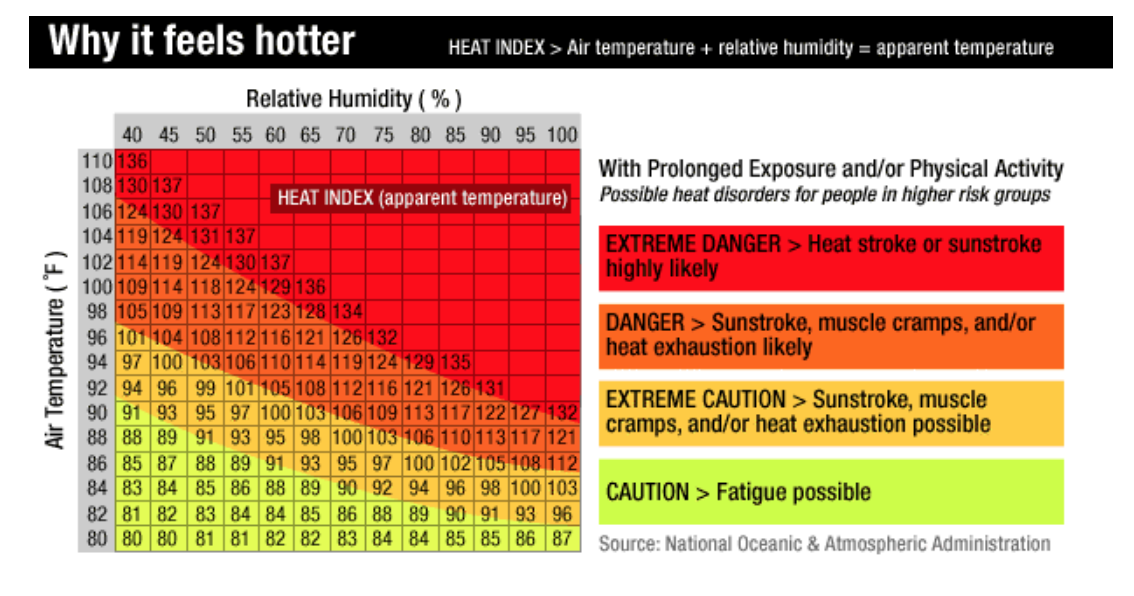 Why it feels hotter
HEAT INDEX > Air temperature + relative humidity = apparent temperature
Relative Humidity ( % )
40 45 50 55 60 65 70 75 80 85 90 95 100
Air Temperature ( °F )
110 136
108 130 137
HEAT INDEX (apparent temperature)
106 124 130 137
104 119 124 131 137
102 114 119 124 130 137
100 109 114 118 124 129 136
98 105 109 113 117 123 128 134
96 101 104 108 112 116 121 126 132
94 97 100 103 106 110 114 119 124 129 135
92 94 96 99 101 105 108 112 116 121 126 131
90 91 93 95 97 100 103 106 109 113 117 122 127 132
88 88 89 91 93 95 98 100 103 106 110 113 117 121
86 85 87 88 89 91 93 95 97 100 102 105 108 112
84 83 84 85 86 88 89 90 92 94 96 98 100 103
82 81 82 83 84 84 85 86 88 89 90 91 93 96
80 80 80 81 81 82 82 83 84 84 85 85 86 87
With Prolonged Exposure and/or Physical Activity
Possible heat disorders for people in higher risk groups
EXTREME DANGER > Heat stroke or sunstroke
highly likely
DANGER > Sunstroke, muscle cramps, and/or
heat exhaustion likely
EXTREME CAUTION > Sunstroke, muscle
cramps, and/or heat exhaustion possible
CAUTION > Fatigue possible
Source: National Oceanic & Atmospheric Administration